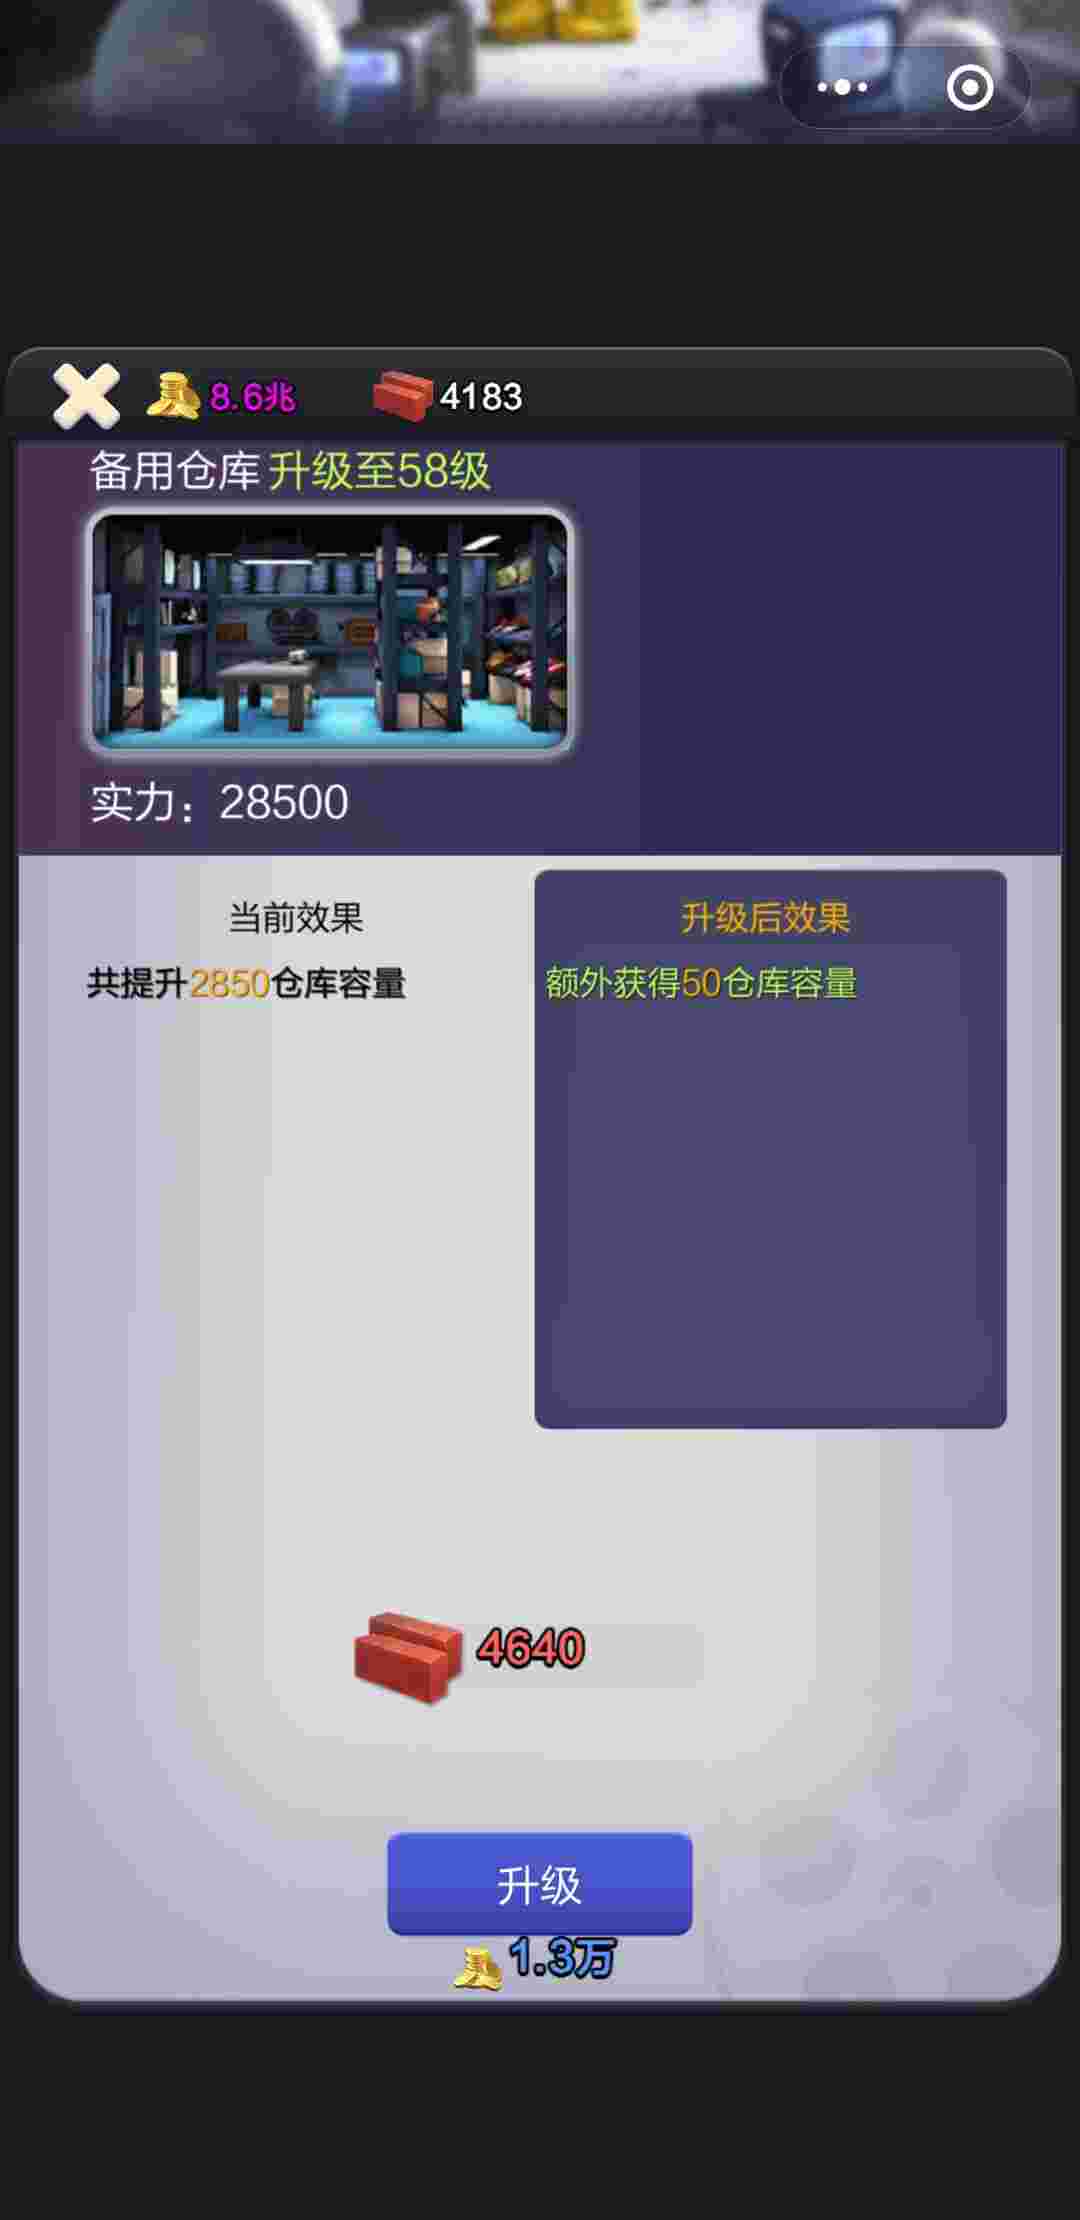 8.6兆 4183
备用仓库升级至58级
实力：28500
当前效果
共提升2850仓库容量
升级后效果
额外获得50仓库容量
4640
升级
1.3万